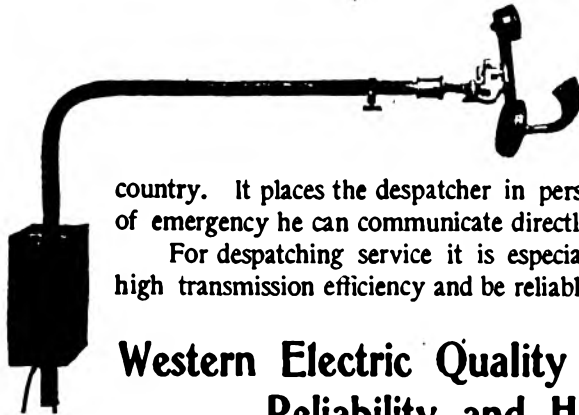 country. It places the despatcher in pers
of emergency he can communicate directl
For despatching service it is especia
high transmission efficiency and be reliabl
Western Electric Quality
Reliability and H